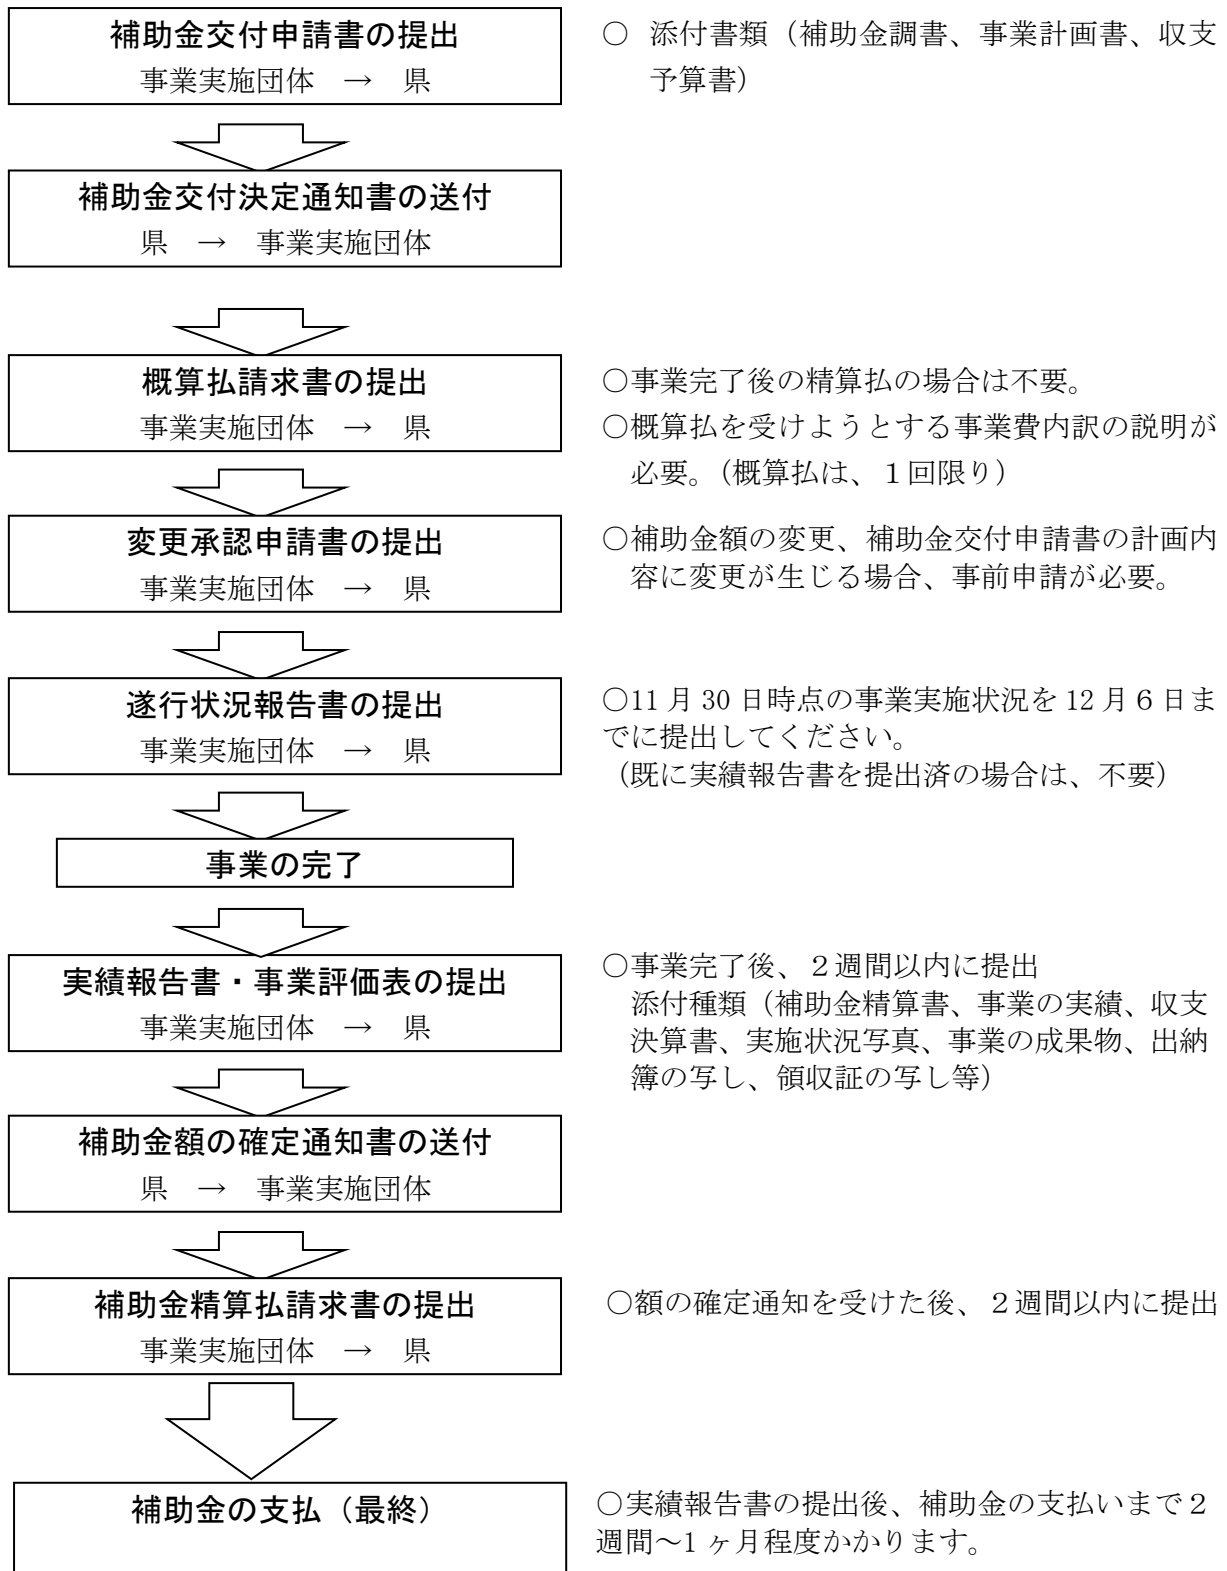 補助金交付申請書の提出
事業実施団体 → 県
○ 添付書類（補助金調書、事業計画書、収支
予算書）
補助金交付決定通知書の送付
県 → 事業実施団体
概算払請求書の提出
事業実施団体 → 県
○事業完了後の精算払の場合は不要。
○概算払を受けようとする事業費内訳の説明が
必要。（概算払は、１回限り）
変更承認申請書の提出
事業実施団体 → 県
○補助金額の変更、補助金交付申請書の計画内
容に変更が生じる場合、事前申請が必要。
遂行状況報告書の提出
事業実施団体 → 県
○11 月 30 日時点の事業実施状況を 12 月６日ま
でに提出してください。
（既に実績報告書を提出済の場合は、不要）
事業の完了
実績報告書・事業評価表の提出
事業実施団体 → 県
○事業完了後、２週間以内に提出
添付種類（補助金精算書、事業の実績、収支
決算書、実施状況写真、事業の成果物、出納
簿の写し、領収証の写し等）
補助金額の確定通知書の送付
県 → 事業実施団体
補助金精算払請求書の提出
事業実施団体 → 県
○額の確定通知を受けた後、２週間以内に提出
補助金の支払（最終）
○実績報告書の提出後、補助金の支払いまで２
週間～1 ヶ月程度かかります。